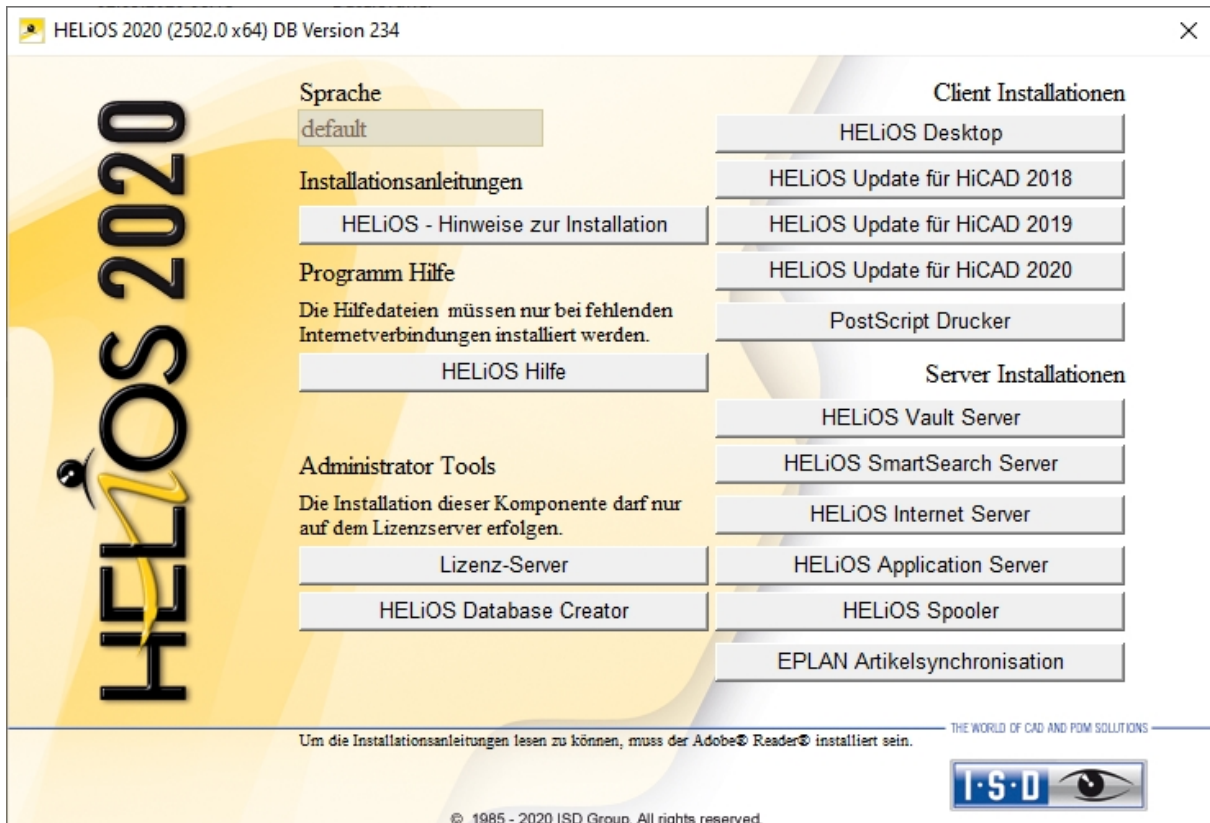 HELiOS 2020 (2502.0 x64) DB Version 234
HELiOS 2020
Sprache
default
Installationsanleitungen
HELiOS - Hinweise zur Installation
Programm Hilfe
Die Hilfedateien müssen nur bei fehlenden
Internetverbindungen installiert werden.
HELiOS Hilfe
Administrator Tools
Die Installation dieser Komponente darf nur
auf dem Lizenzserver erfolgen.
Lizenz-Server
HELiOS Database Creator
Client Installationen
HELiOS Desktop
HELiOS Update für HiCAD 2018
HELiOS Update für HiCAD 2019
HELiOS Update für HiCAD 2020
PostScript Drucker
Server Installationen
HELiOS Vault Server
HELiOS SmartSearch Server
HELiOS Internet Server
HELiOS Application Server
HELiOS Spooler
EPLAN Artikelsynchronisation
THE WORLD OF CAD AND PDM SOLUTIONS
Um die Installationsanleitungen lesen zu können, muss der Adobe® Reader® installiert sein.
I·S·D
© 1985 - 2020 ISD Group. All rights reserved.